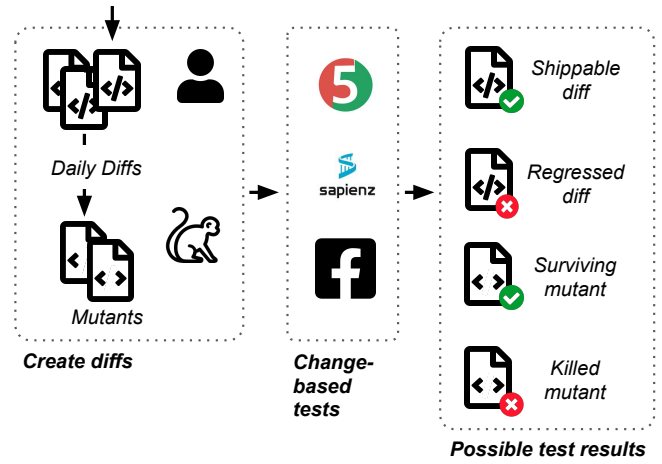 Daily Diffs
Mutants
Create diffs
5
sapienz
f
Change-
based
tests
Shippable
diff
Regressed
diff
Surviving
mutant
Killed
mutant
Possible test results